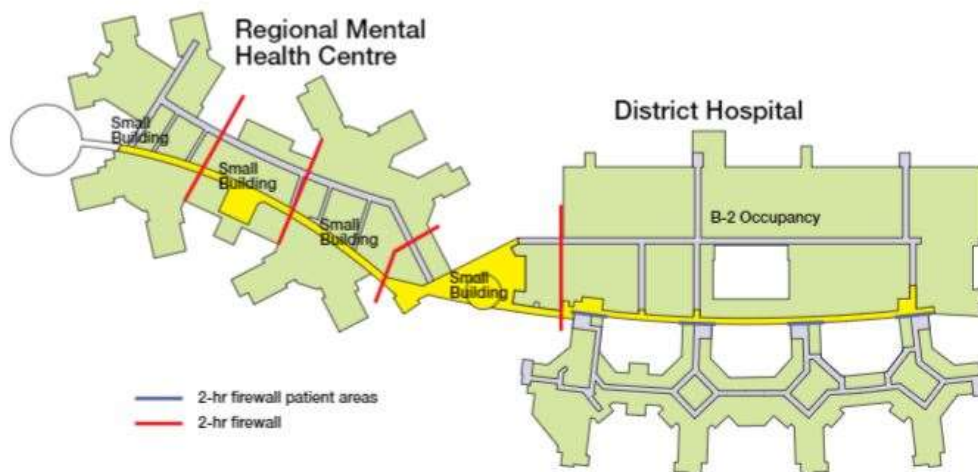 Regional Mental
Health Centre
District Hospital
Small
Building
Small
Building
B-2 Occupancy
Small
Building
Small
Building
2-hr firewall patient areas
2-hr firewall